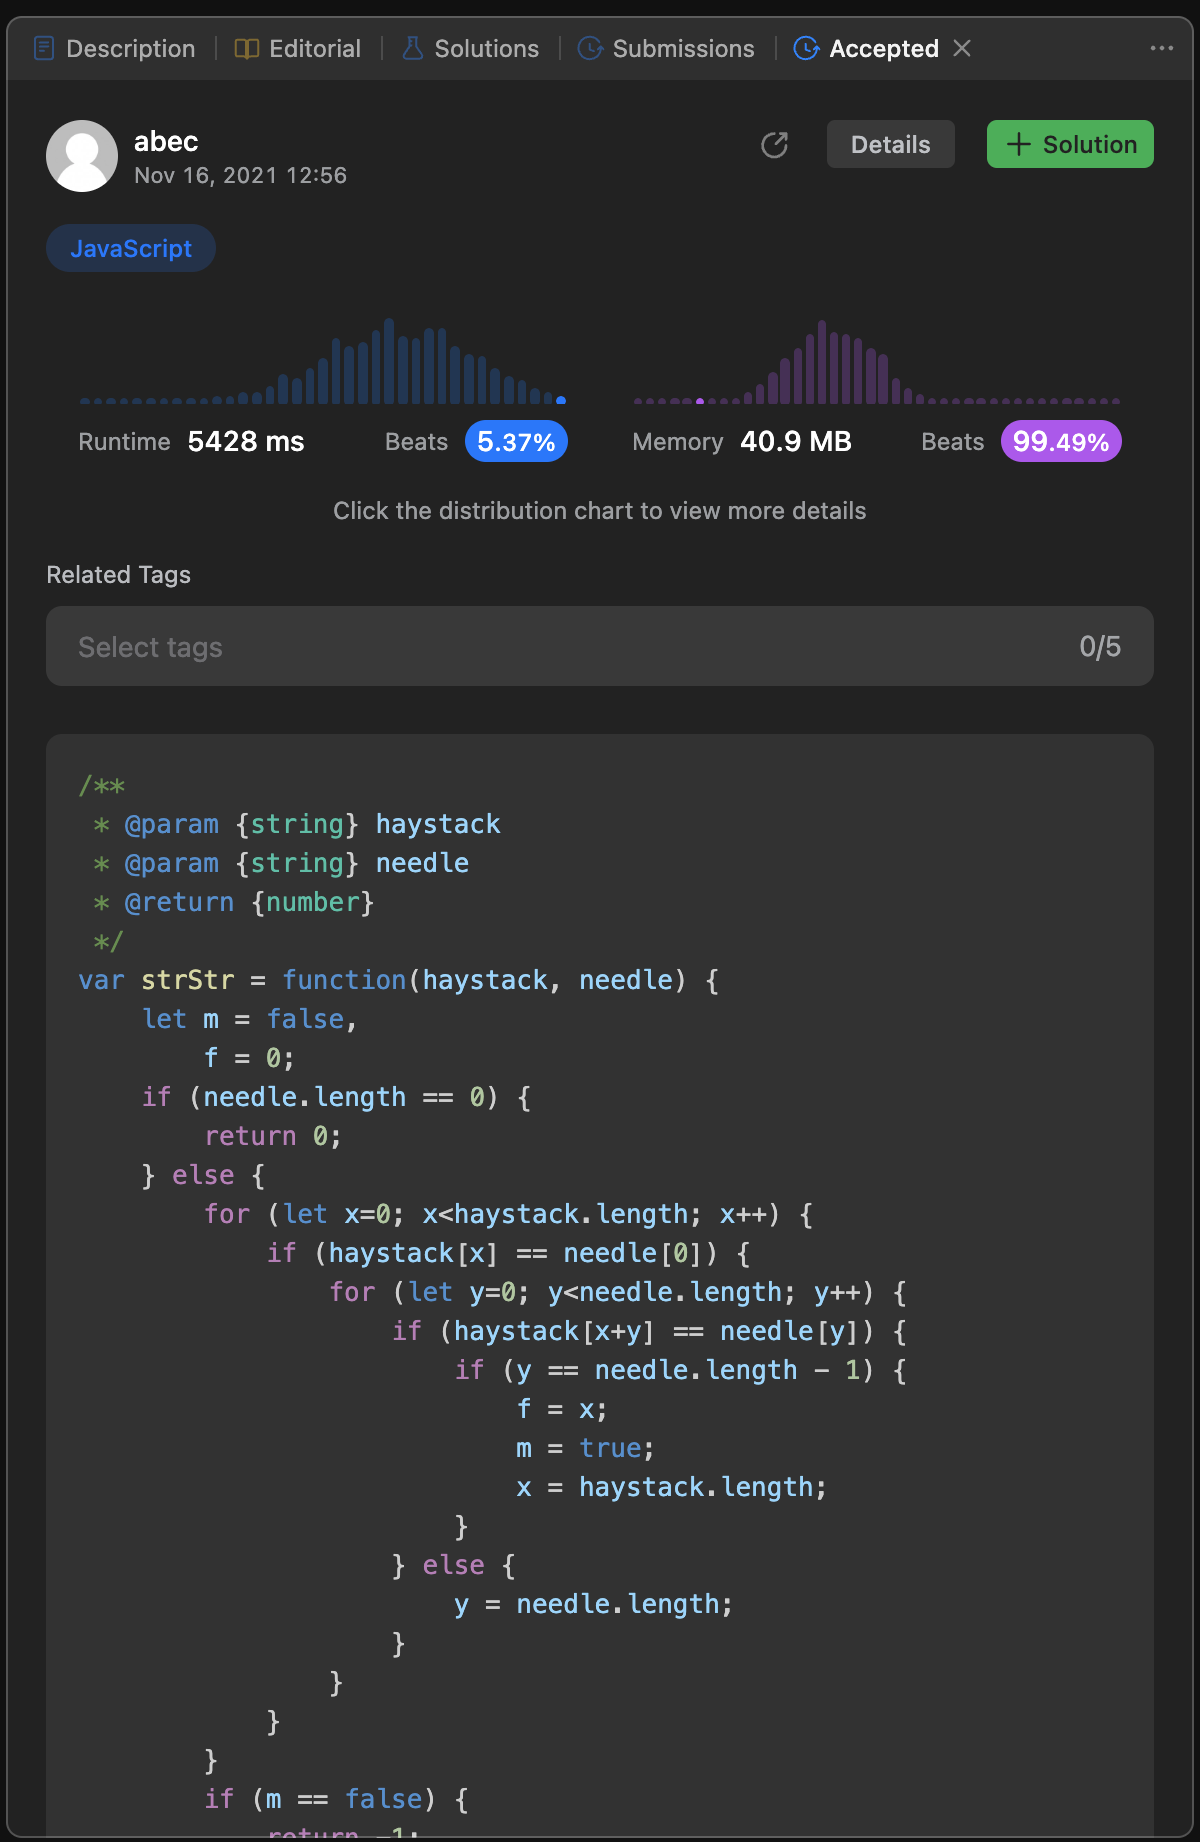 Description | Editorial | Solutions | Submissions | Accepted
abec
Nov 16, 2021 12:56
Details
Solution
JavaScript
Runtime 5428 ms Beats 5.37%
Memory 40.9 MB Beats 99.49%
Click the distribution chart to view more details
Related Tags
Select tags 0/5
/**
 * @param {string} haystack
 * @param {string} needle
 * @return {number}
 */
var strStr = function(haystack, needle) {
    let m = false,
        f = 0;
    if (needle.length == 0) {
        return 0;
    } else {
        for (let x=0; x<haystack.length; x++) {
            if (haystack[x] == needle[0]) {
                for (let y=0; y<needle.length; y++) {
                    if (haystack[x+y] == needle[y]) {
                        if (y == needle.length - 1) {
                            f = x;
                            m = true;
                            x = haystack.length;
                        }
                    } else {
                        y = needle.length;
                    }
                }
            }
        }
        if (m == false) {
            return -1;